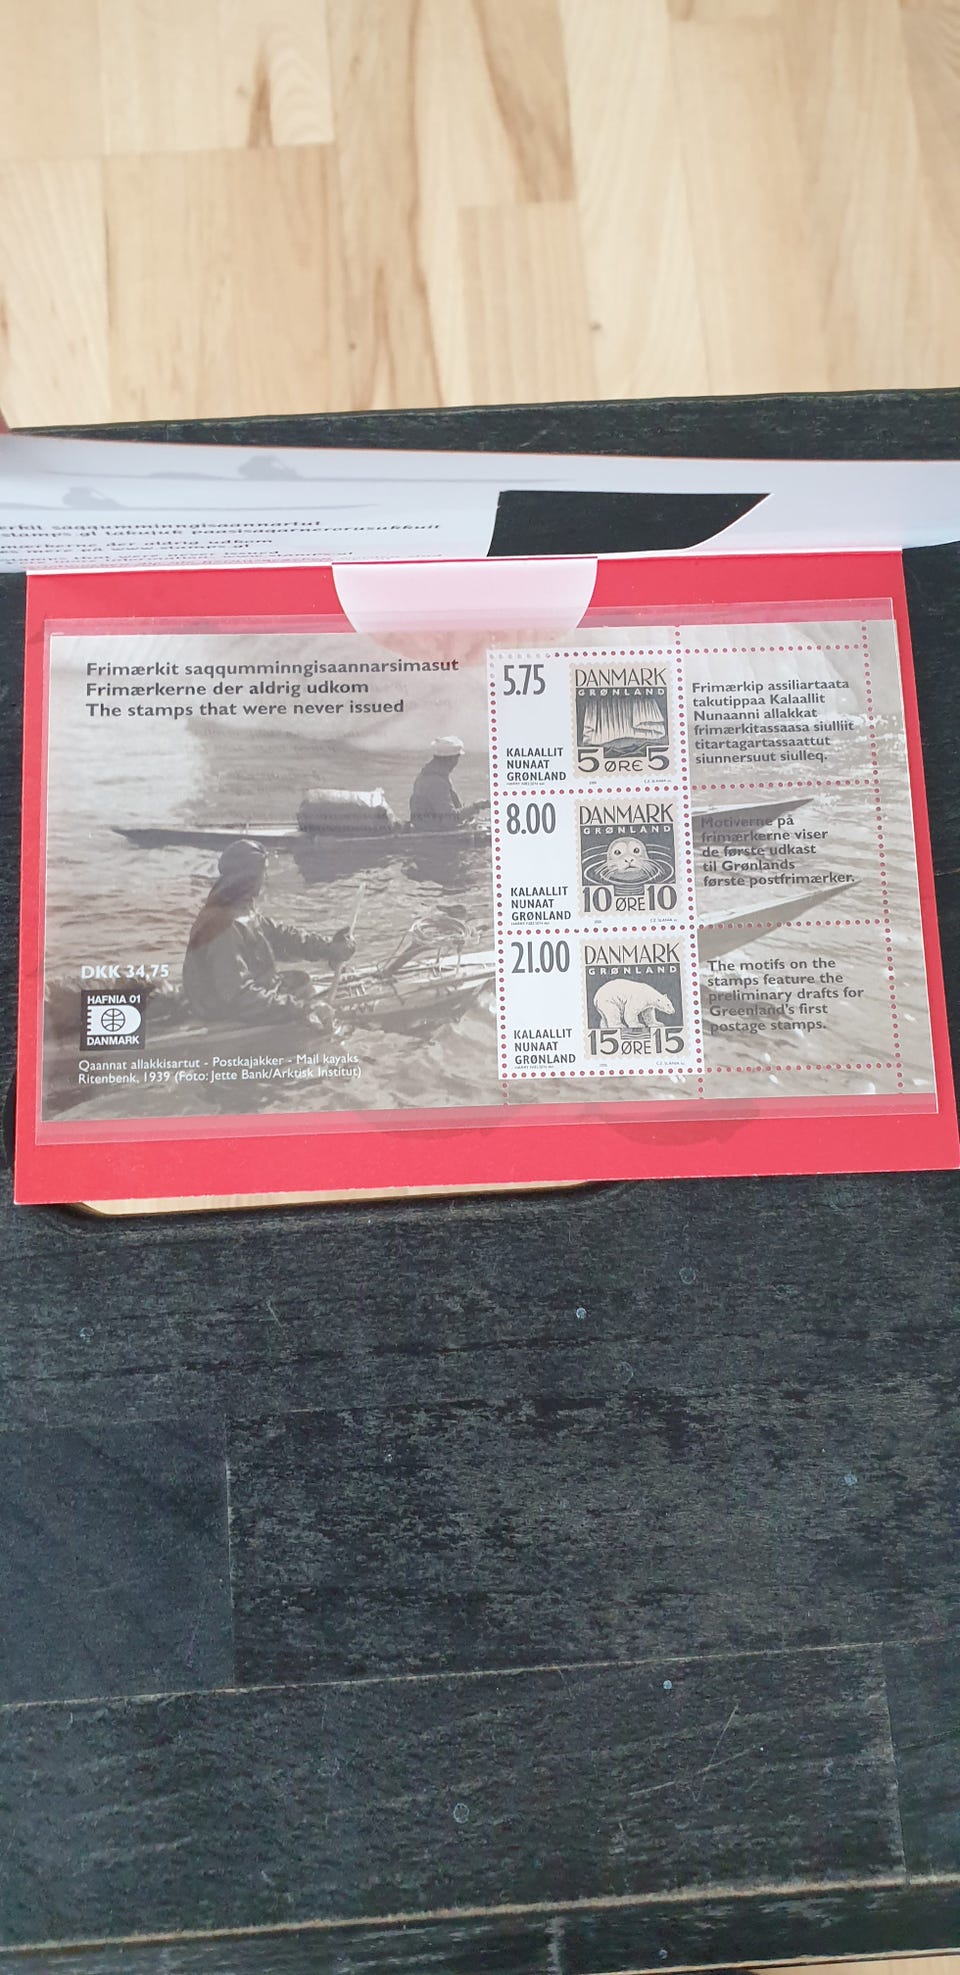 stamps gl takujuk paasisaqarnerorusukkuit
Frimærkit saqqumminngisaannarsimasut
Frimærkerne der aldrig udkom
The stamps that were never issued
DKK 34,75
HAFNIA 01
DANMARK
Qaannat allakkisartut - Postkajakker - Mail kayaks
Ritenbenk, 1939 (Foto: Jette Bank/Arktisk Institut)
5.75
KALAALLIT
NUNAAT
GRØNLAND
DANMARK
GRØNLAND
5 ØRE 5
8.00
KALAALLIT
NUNAAT
GRØNLAND
DANMARK
GRØNLAND
10 ØRE 10
21.00
KALAALLIT
NUNAAT
GRØNLAND
DANMARK
GRØNLAND
15 ØRE 15
Frimærkip assiliartaata
takutippaa Kalaallit
Nunaanni allakkat
frimærkitassaasa siulliit
titartagartassaattut
siunnersuut siulleq.
Motiverne på
frimærkerne viser
de første udkast
til Grønlands
første postfrimærker.
The motifs on the
stamps feature the
preliminary drafts for
Greenland's first
postage stamps.